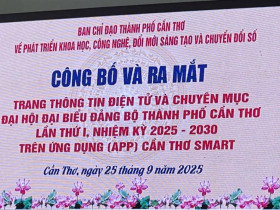 BAN CHỈ ĐẠO THÀNH PHỐ CẦN THƠ
VỀ PHÁT TRIỂN KHOA HỌC, CÔNG NGHỆ, ĐỔI MỚI SÁNG TẠO VÀ CHUYỂN ĐỔI SỐ
CÔNG BỐ VÀ RA MẮT
TRANG THÔNG TIN ĐIỆN TỬ VÀ CHUYÊN MỤC
ĐẠI HỘI ĐẠI BIỂU ĐẢNG BỘ THÀNH PHỐ CẦN THƠ
LẦN THỨ I, NHIỆM KỲ 2025 - 2030
TRÊN ỨNG DỤNG (APP) CẦN THƠ SMART
Cần Thơ, ngày 25 tháng 9 năm 2025